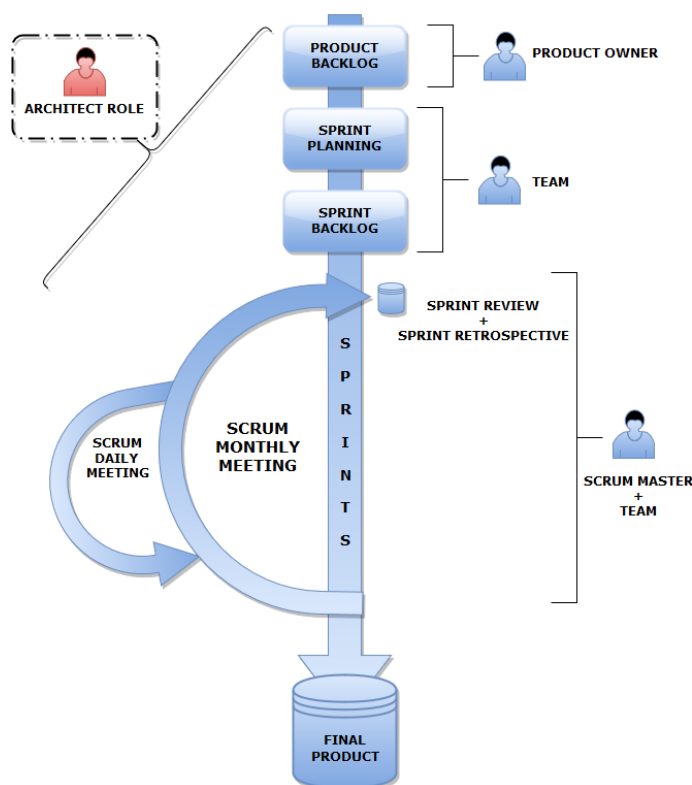 PRODUCT
BACKLOG
PRODUCT OWNER
ARCHITECT ROLE
SPRINT
PLANNING
TEAM
SPRINT
BACKLOG
SPRINT REVIEW
+
SPRINT RETROSPECTIVE
SPRINTS
SCRUM
DAILY
MEETING
SCRUM
MONTHLY
MEETING
SCRUM MASTER
+
TEAM
FINAL
PRODUCT